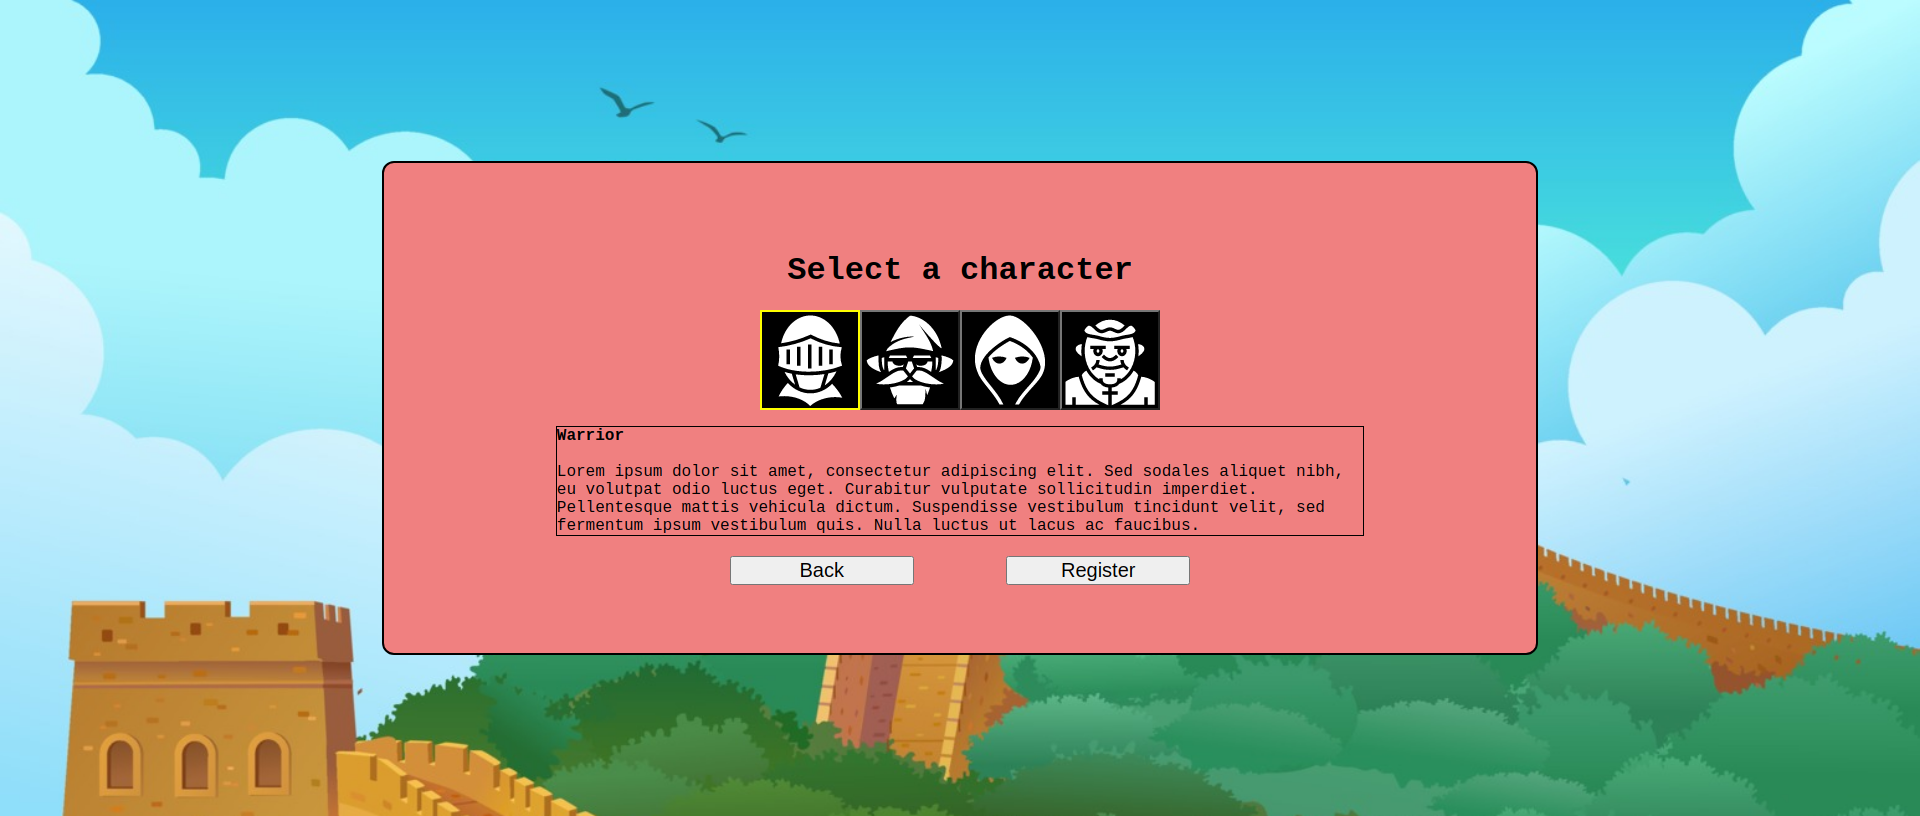 Select a character
Warrior
Lorem ipsum dolor sit amet, consectetur adipiscing elit. Sed sodales aliquet nibh,
eu volutpat odio luctus eget. Curabitur vulputate sollicitudin imperdiet.
Pellentesque mattis vehicula dictum. Suspendisse vestibulum tincidunt velit, sed
fermentum ipsum vestibulum quis. Nulla luctus ut lacus ac faucibus.
Back
Register